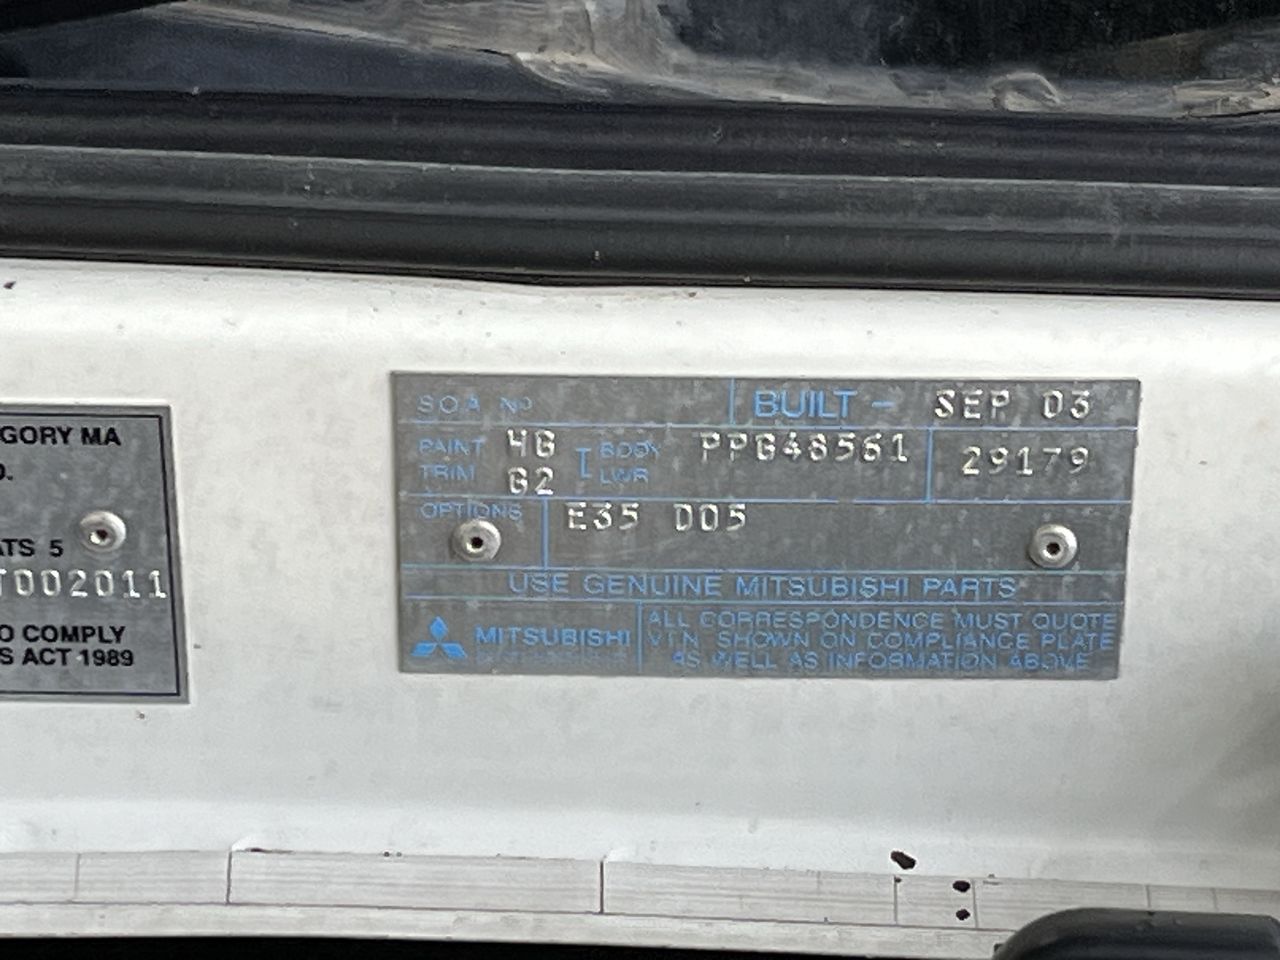 GORY MA
D.
ATS 5
T002011
O COMPLY
S ACT 1989
SOA No
BUILT - SEP 03
PAINT HG
TRIM G2
BODY PPG48561
LWR
29179
OPTIONS E35 D05
USE GENUINE MITSUBISHI PARTS
MITSUBISHI
ALL CORRESPONDENCE MUST QUOTE
V.I.N. SHOWN ON COMPLIANCE PLATE
AS WELL AS INFORMATION ABOVE